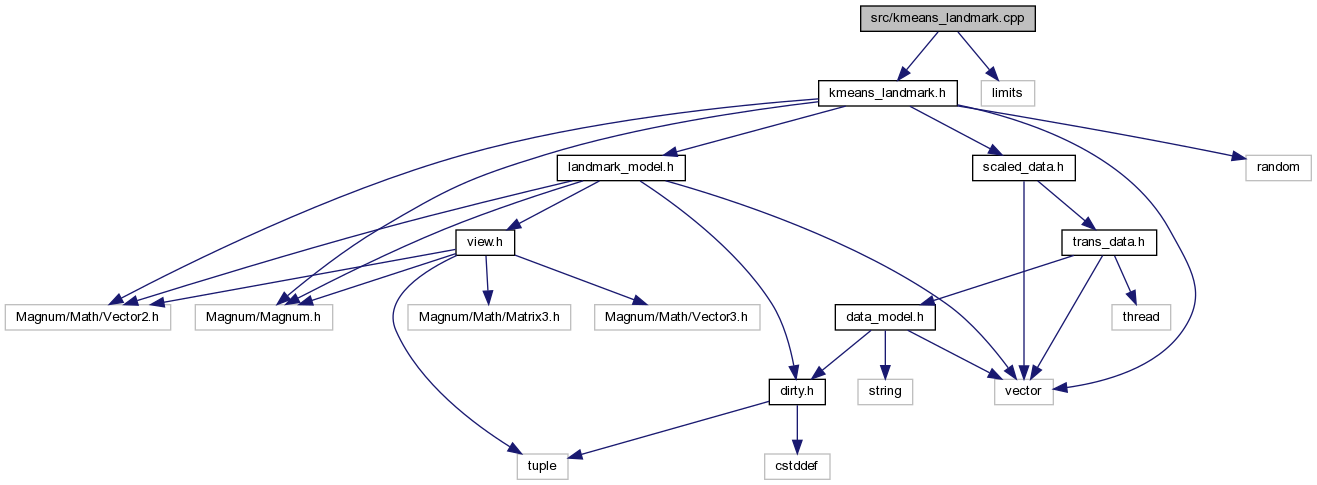 src/kmeans_landmark.cpp
kmeans_landmark.h
limits
landmark_model.h
scaled_data.h
random
view.h
trans_data.h
Magnum/Math/Vector2.h
Magnum/Magnum.h
Magnum/Math/Matrix3.h
Magnum/Math/Vector3.h
data_model.h
thread
dirty.h
string
vector
tuple
cstddef